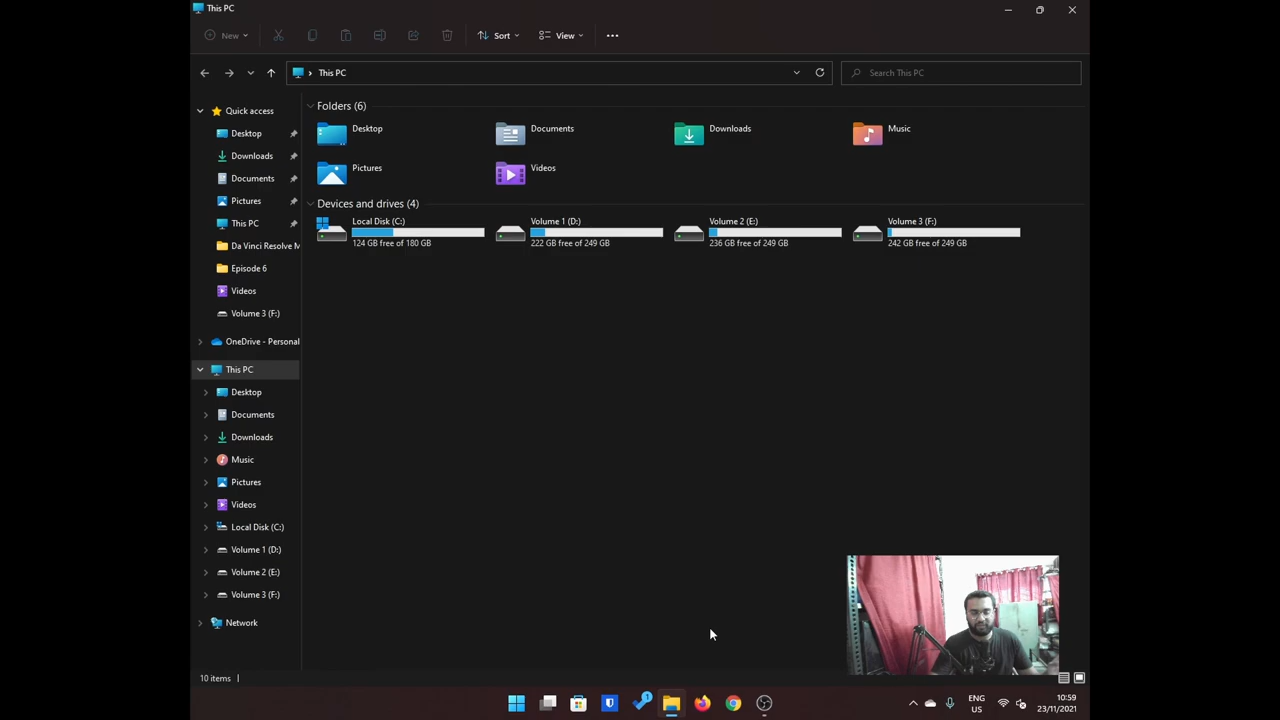 This PC
New
Sort
View
This PC
Search This PC
Quick access
Desktop
Downloads
Documents
Pictures
This PC
Da Vinci Resolve M
Episode 6
Videos
Volume 3 (F:)
OneDrive - Personal
This PC
Desktop
Documents
Downloads
Music
Pictures
Videos
Local Disk (C:)
Volume 1 (D:)
Volume 2 (E:)
Volume 3 (F:)
Network
Folders (6)
Desktop
Documents
Downloads
Music
Pictures
Videos
Devices and drives (4)
Local Disk (C:)
124 GB free of 180 GB
Volume 1 (D:)
222 GB free of 249 GB
Volume 2 (E:)
236 GB free of 249 GB
Volume 3 (F:)
242 GB free of 249 GB
10 items
1
ENG
US
10:59
23/11/2021